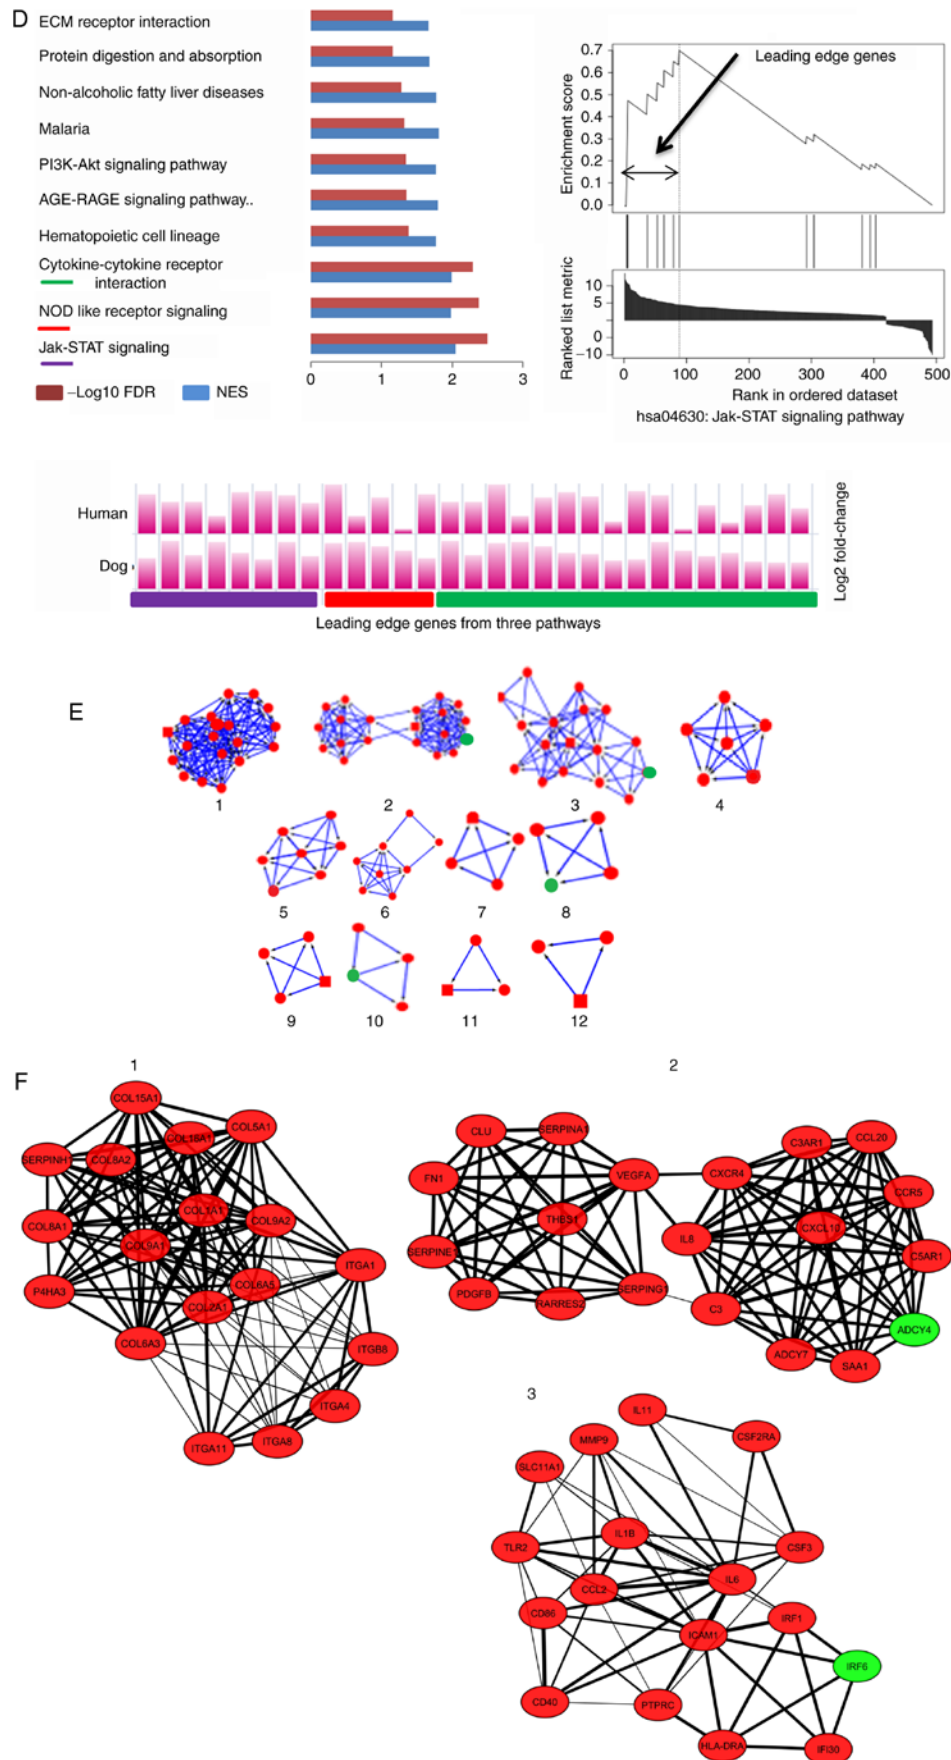 D
ECM receptor interaction
Protein digestion and absorption
Non-alcoholic fatty liver diseases
Malaria
PI3K-Akt signaling pathway
AGE-RAGE signaling pathway..
Hematopoietic cell lineage
Cytokine-cytokine receptor
interaction
NOD like receptor signaling
Jak-STAT signaling
0 1 2 3
–Log10 FDR NES
Enrichment score
0.7
0.6
0.5
0.4
0.3
0.2
0.1
0.0
Leading edge genes
Ranked list metric
10
5
0
−10
0 100 200 300 400 500
Rank in ordered dataset
hsa04630: Jak-STAT signaling pathway
Human
Dog
Log2 fold-change
Leading edge genes from three pathways
E
1 2 3 4
5 6 7 8
9 10 11 12
F
1
COL15A1
COL16A1
COL5A1
SERPINH1
COL8A2
COL8A1
COL1A1
COL9A2
COL9A1
ITGA1
P4HA3
COL6A5
COL2A1
COL6A3
ITGB8
ITGA4
ITGA8
ITGA11
2
CLU
SERPINA1
C3AR1
CCL20
FN1
VEGFA
CXCR4
CCR5
THBS1
CXCL10
SERPINE1
IL8
C5AR1
PDGFB
RARRES2
SERPING1
C3
ADCY4
ADCY7
SAA1
3
IL11
MMP9
CSF2RA
SLC11A1
TLR2
IL1B
CSF3
CCL2
IL6
CD86
ICAM1
IRF1
IRF6
CD40
PTPRC
HLA-DRA
IFI30